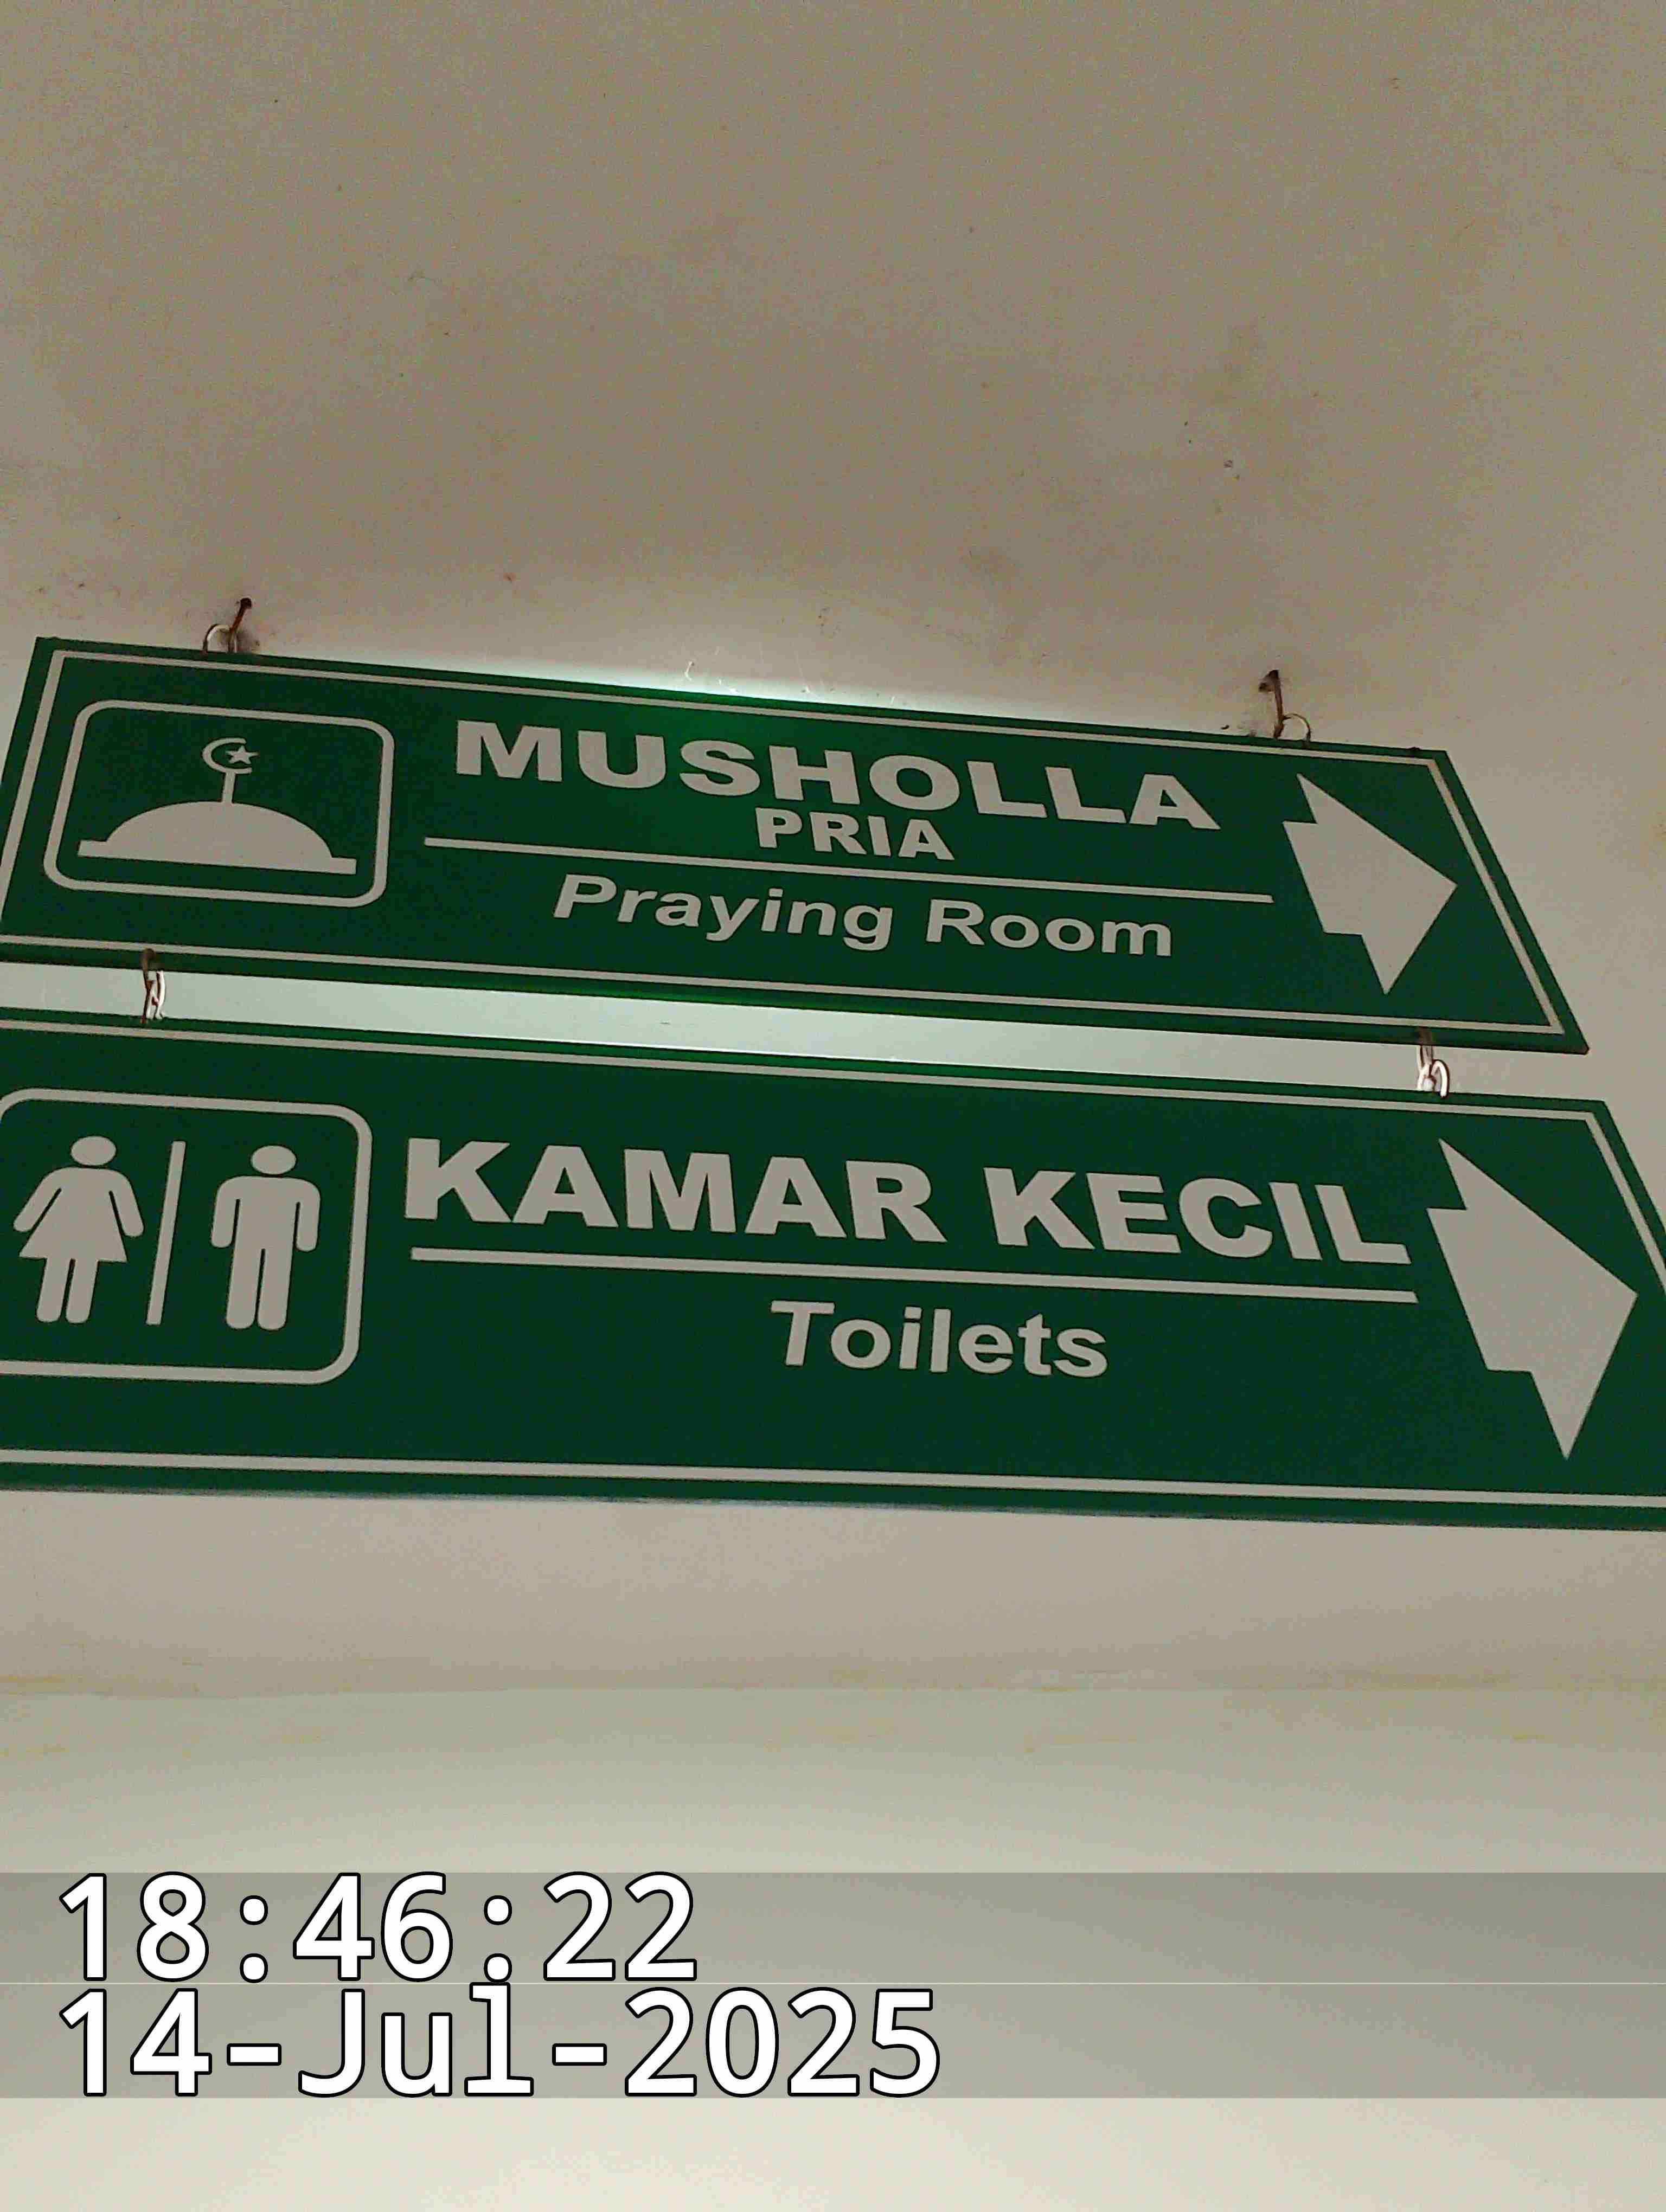 MUSHOLLA
PRIA
Praying Room
KAMAR KECIL
Toilets
18:46:22
14-Jul-2025